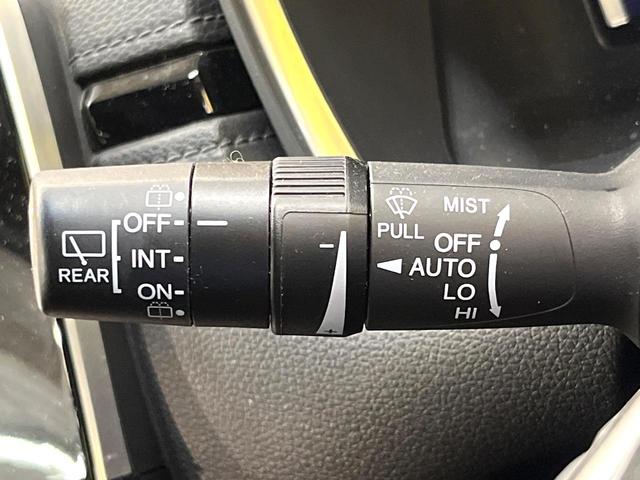 REAR
OFF
INT
ON
-
+
PULL
MIST
OFF
AUTO
LO
HI